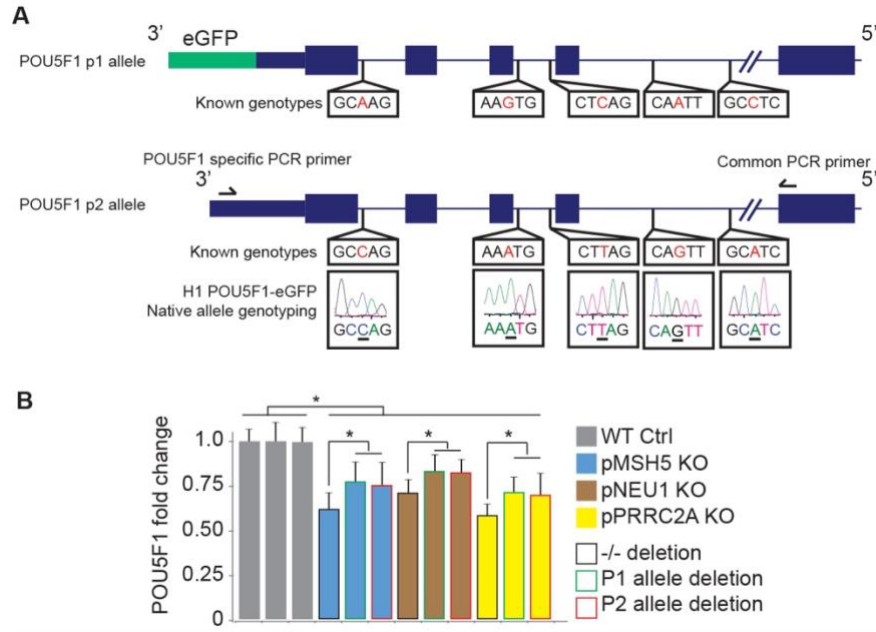 A
3’ eGFP 5’
POU5F1 p1 allele
Known genotypes GCAAG AAGTG CTCAG CAATT GCCTC
POU5F1 specific PCR primer Common PCR primer
3’ 5’
POU5F1 p2 allele
Known genotypes GCCAG AAATG CTTAG CAGTT GCATC
H1 POU5F1-eGFP
Native allele genotyping
GCCAG AAATG CTTAG CAGTT GCATC
B
POU5F1 fold change
1.0
0.75
0.5
0.25
0
* * * *
WT Ctrl
pMSH5 KO
pNEU1 KO
pPRRC2A KO
-/- deletion
P1 allele deletion
P2 allele deletion